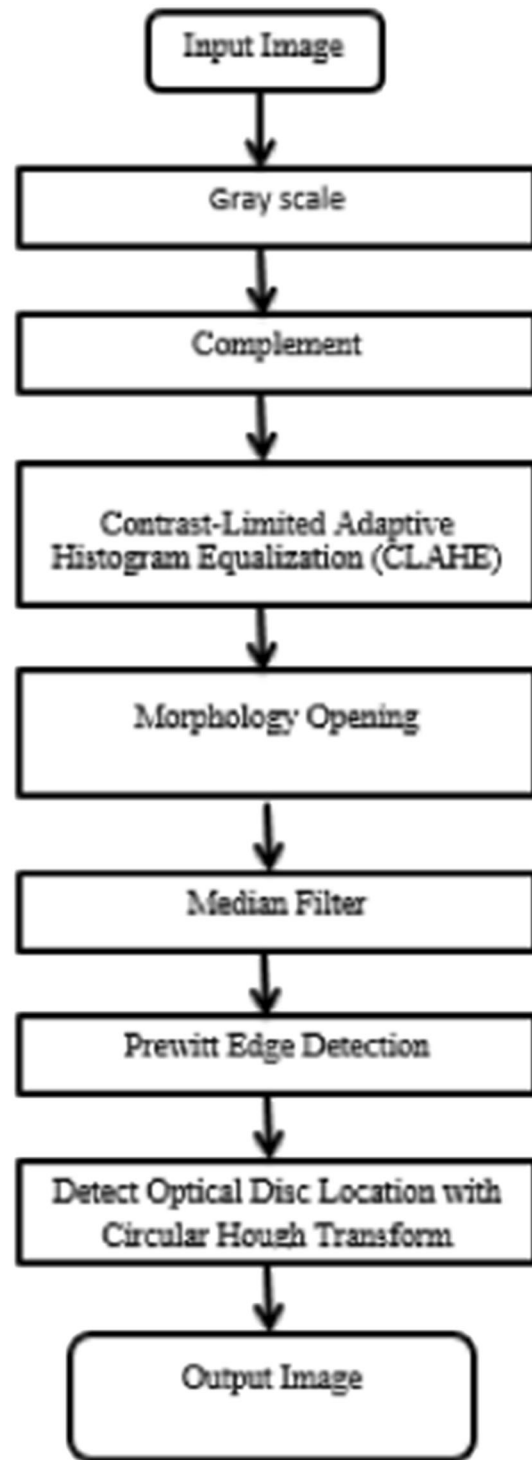 Input Image
Gray scale
Complement
Contrast-Limited Adaptive
Histogram Equalization (CLAHE)
Morphology Opening
Median Filter
Prewitt Edge Detection
Detect Optical Disc Location with
Circular Hough Transform
Output Image